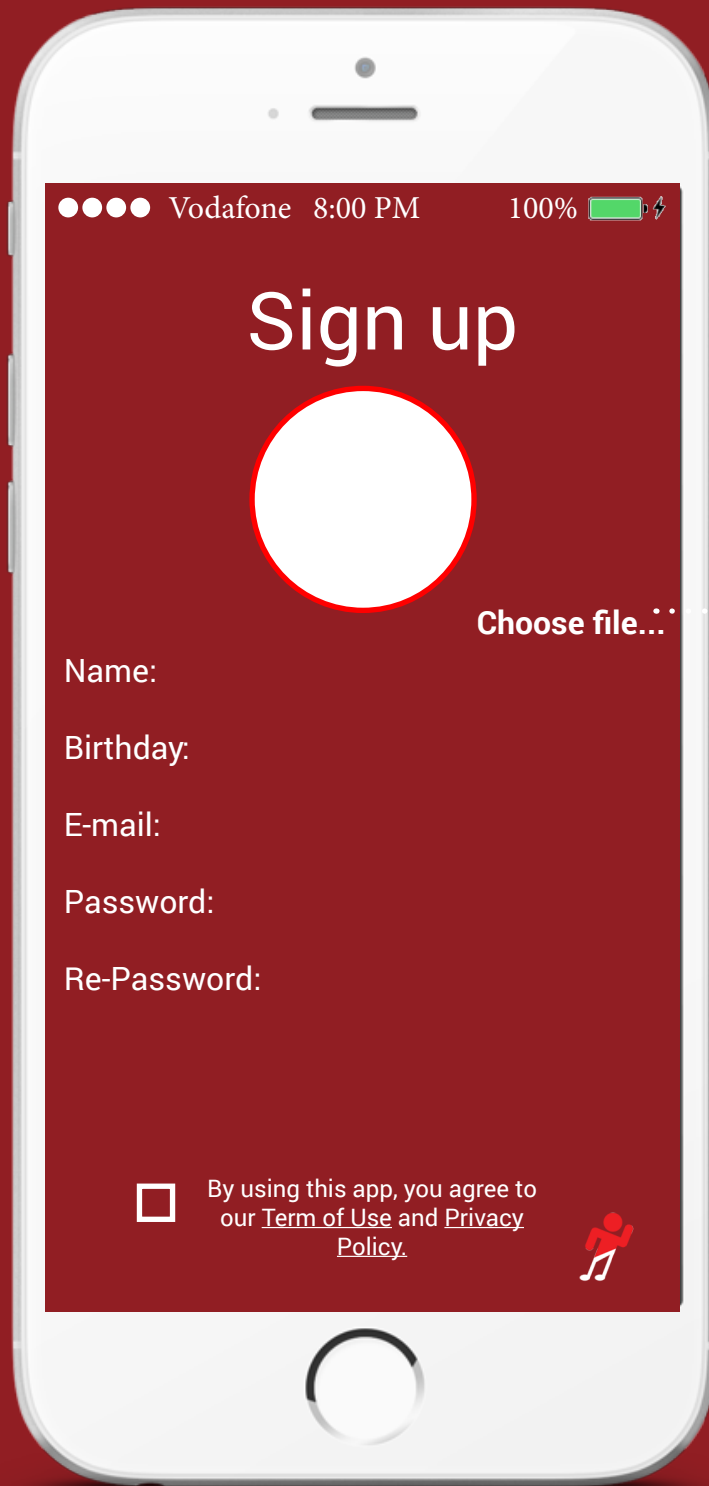 Vodafone 8:00 PM 100%
Sign up
Choose file...
Name:
Birthday:
E-mail:
Password:
Re-Password:
By using this app, you agree to
our Term of Use and Privacy
Policy.